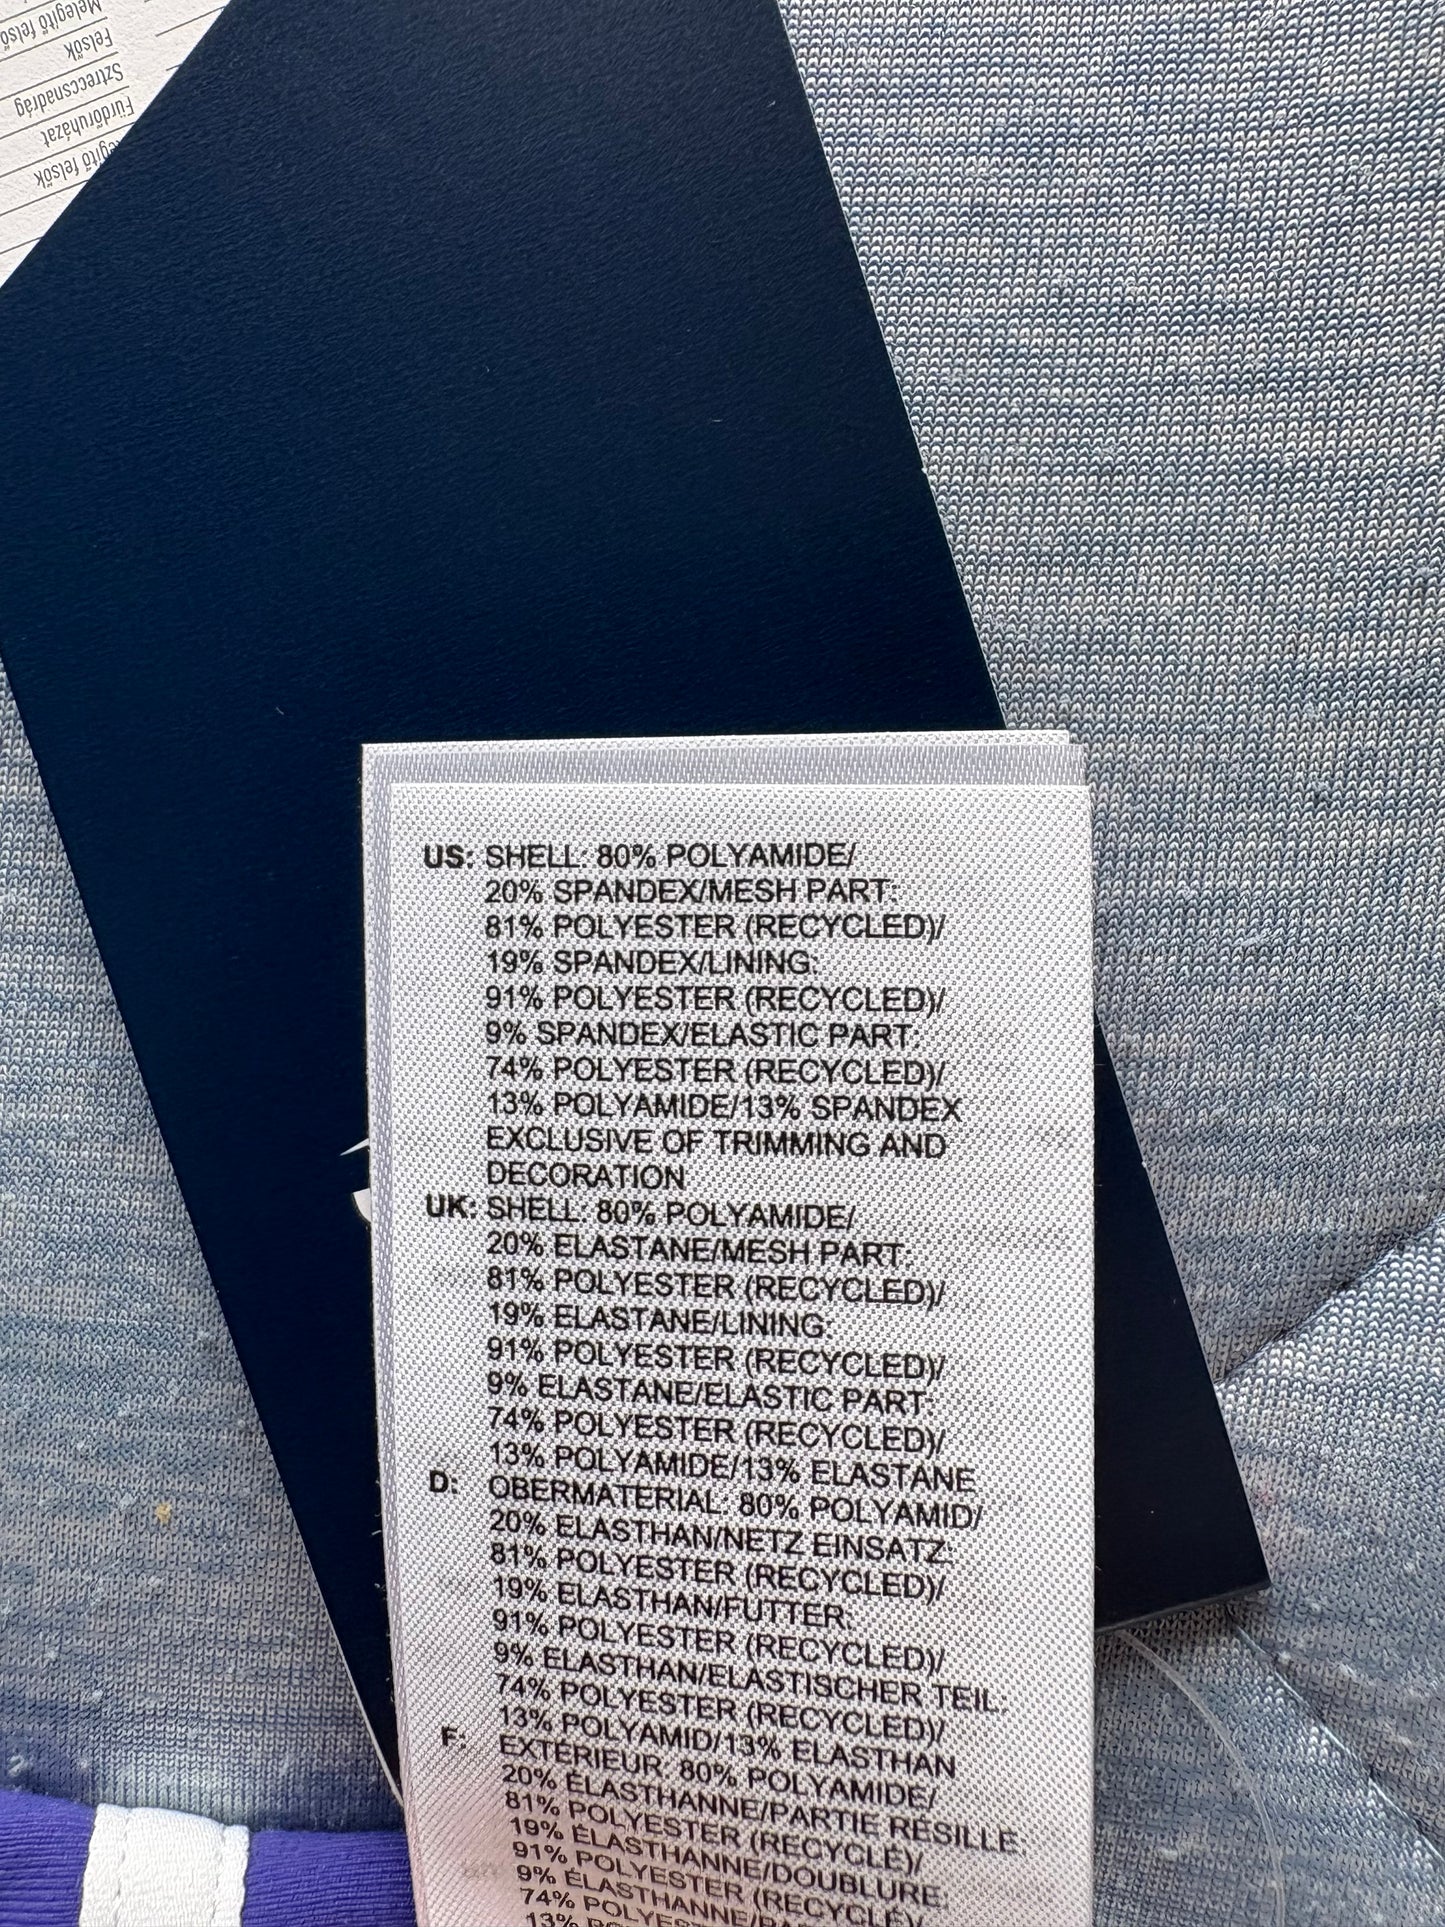 Melegítő felső
Felsők
Sztreccsnadrág
Fürdőruházat
felsők
US: SHELL: 80% POLYAMIDE/
20% SPANDEX/MESH PART:
81% POLYESTER (RECYCLED)/
19% SPANDEX/LINING:
91% POLYESTER (RECYCLED)/
9% SPANDEX/ELASTIC PART:
74% POLYESTER (RECYCLED)/
13% POLYAMIDE/13% SPANDEX
EXCLUSIVE OF TRIMMING AND
DECORATION
UK: SHELL: 80% POLYAMIDE/
20% ELASTANE/MESH PART:
81% POLYESTER (RECYCLED)/
19% ELASTANE/LINING:
91% POLYESTER (RECYCLED)/
9% ELASTANE/ELASTIC PART:
74% POLYESTER (RECYCLED)/
13% POLYAMIDE/13% ELASTANE
D: OBERMATERIAL: 80% POLYAMID/
20% ELASTHAN/NETZ EINSATZ:
81% POLYESTER (RECYCLED)/
19% ELASTHAN/FUTTER:
91% POLYESTER (RECYCLED)/
9% ELASTHAN/ELASTISCHER TEIL:
74% POLYESTER (RECYCLED)/
13% POLYAMID/13% ELASTHAN
F: EXTÉRIEUR: 80% POLYAMIDE/
20% ÉLASTHANNE/PARTIE RÉSILLE:
81% POLYESTER (RECYCLÉ)/
19% ÉLASTHANNE/DOUBLURE:
91% POLYESTER (RECYCLÉ)/
9% ÉLASTHANNE/
74% POLYESTER
13%